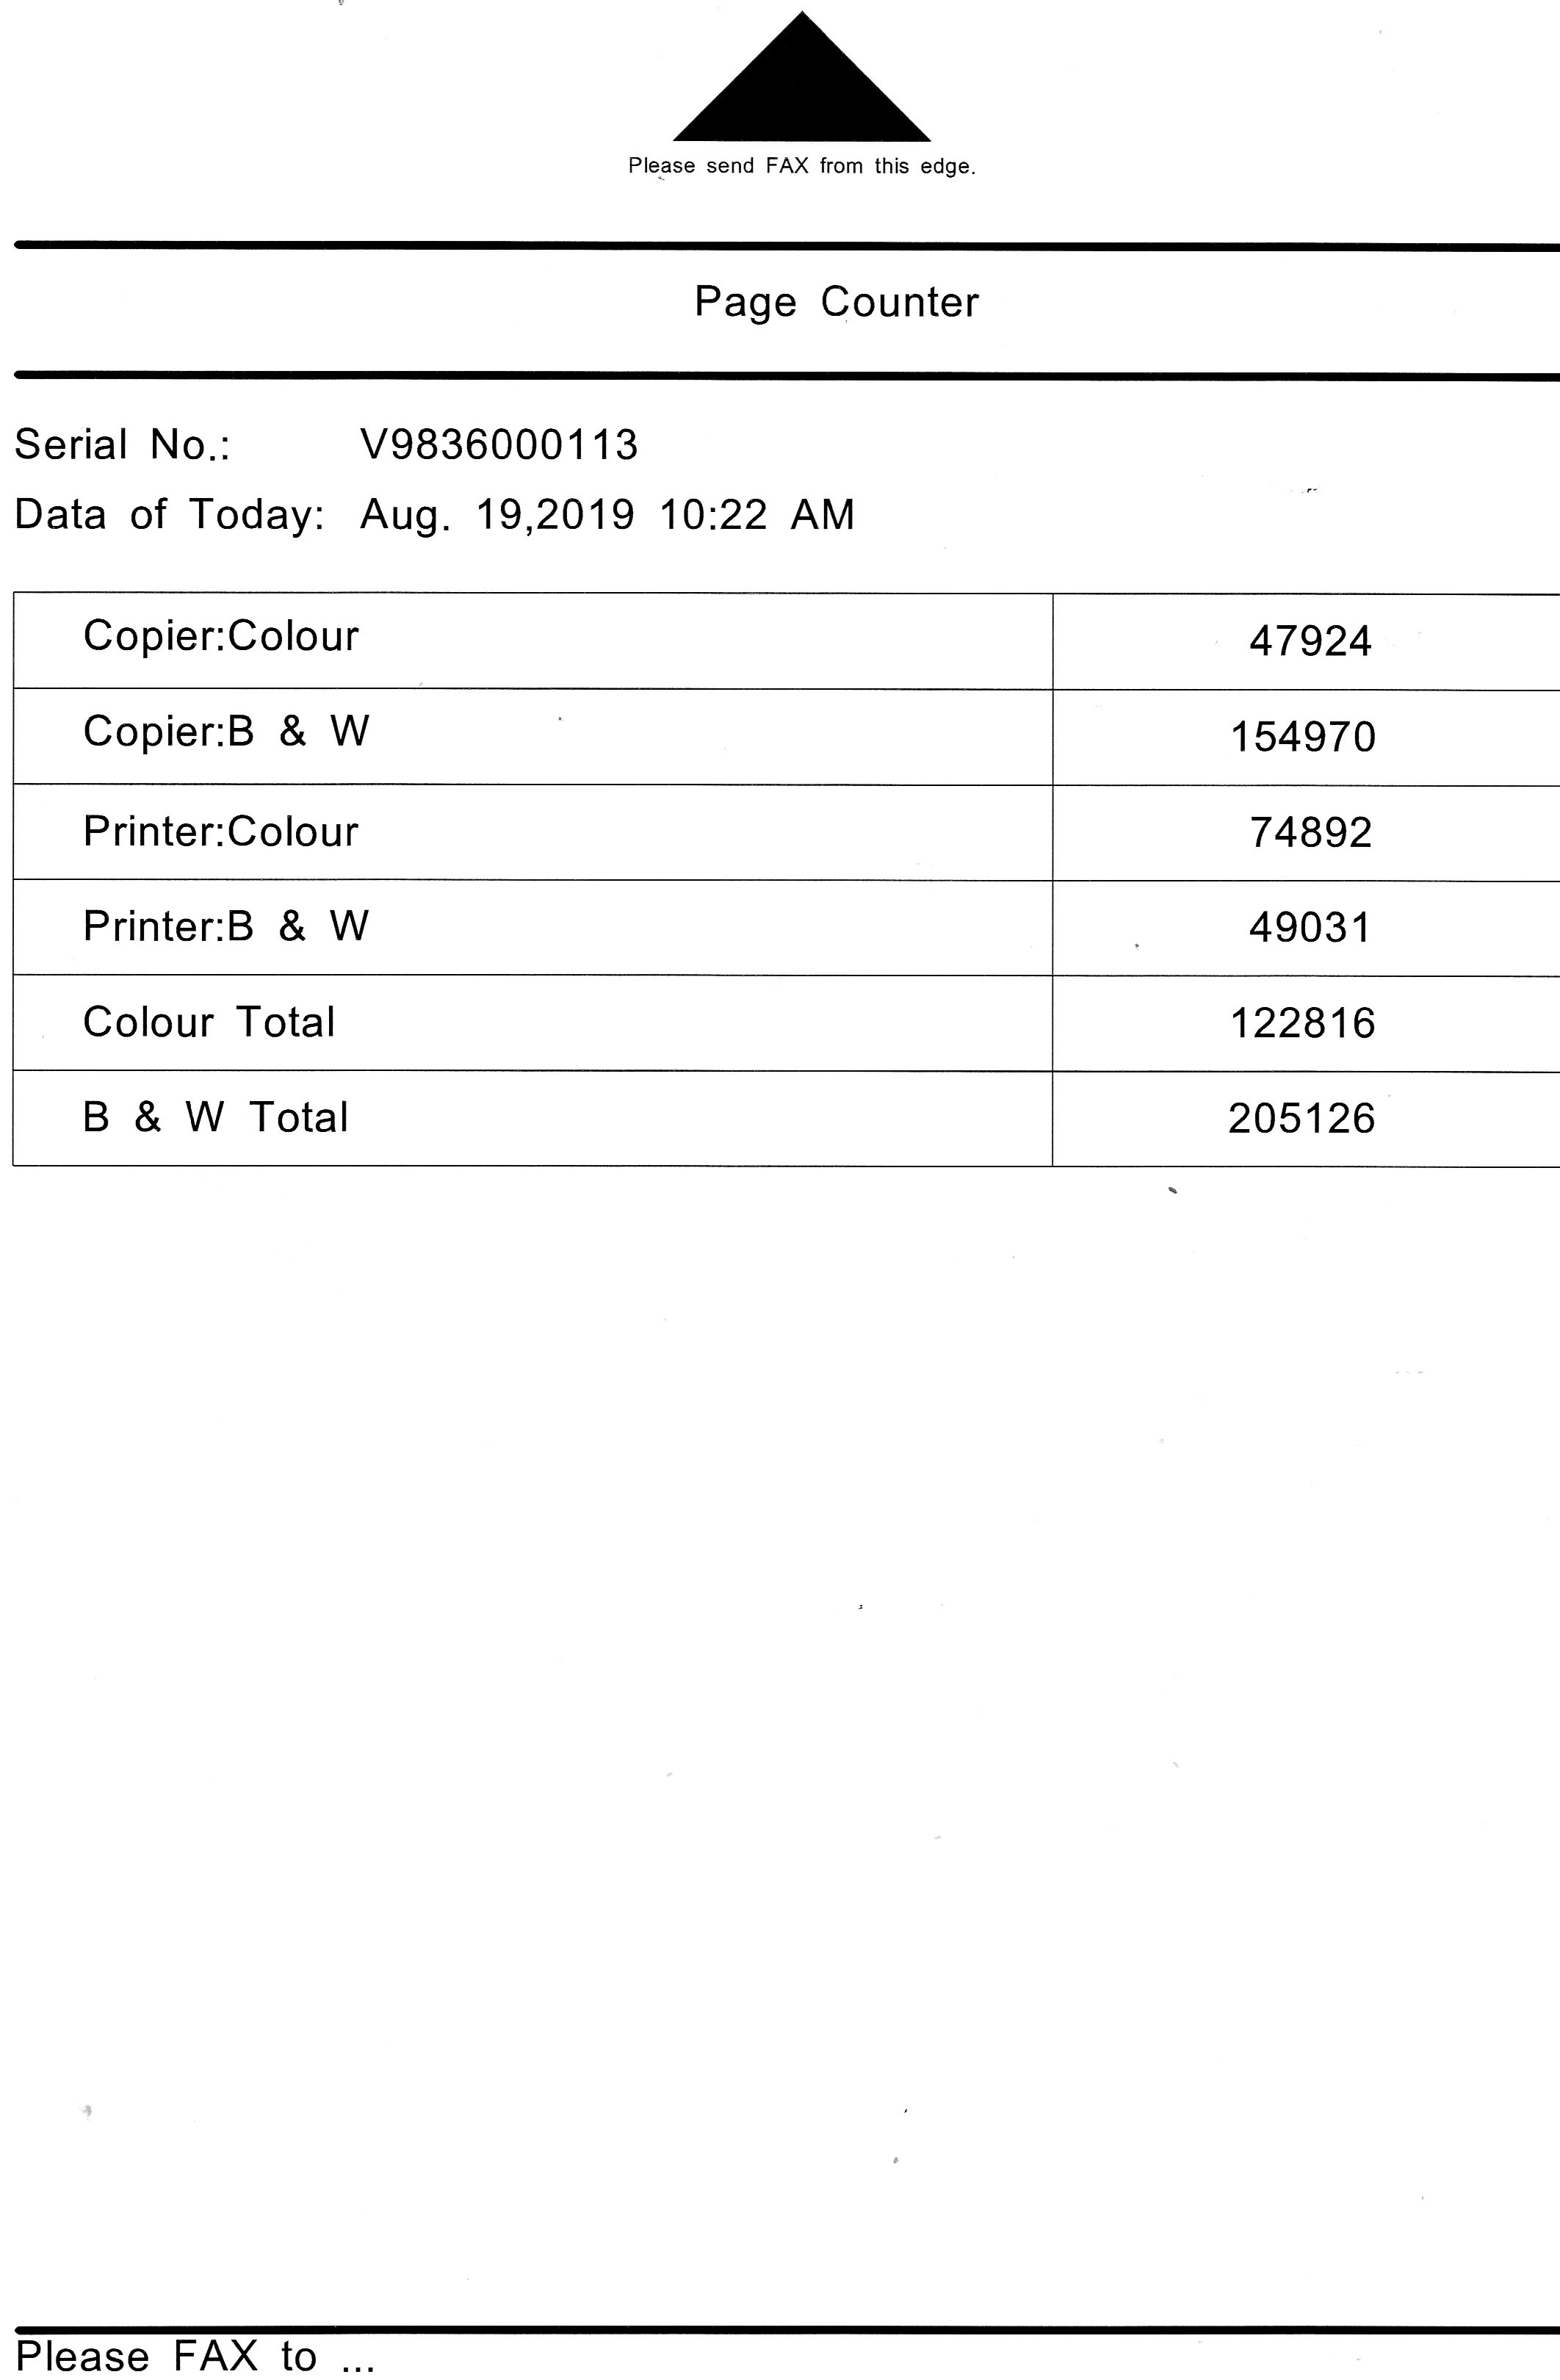 Please send FAX from this edge.
Page Counter
Serial No.: V9836000113
Data of Today: Aug. 19,2019 10:22 AM
Copier:Colour 47924
Copier:B & W 154970
Printer:Colour 74892
Printer:B & W 49031
Colour Total 122816
B & W Total 205126
Please FAX to ...